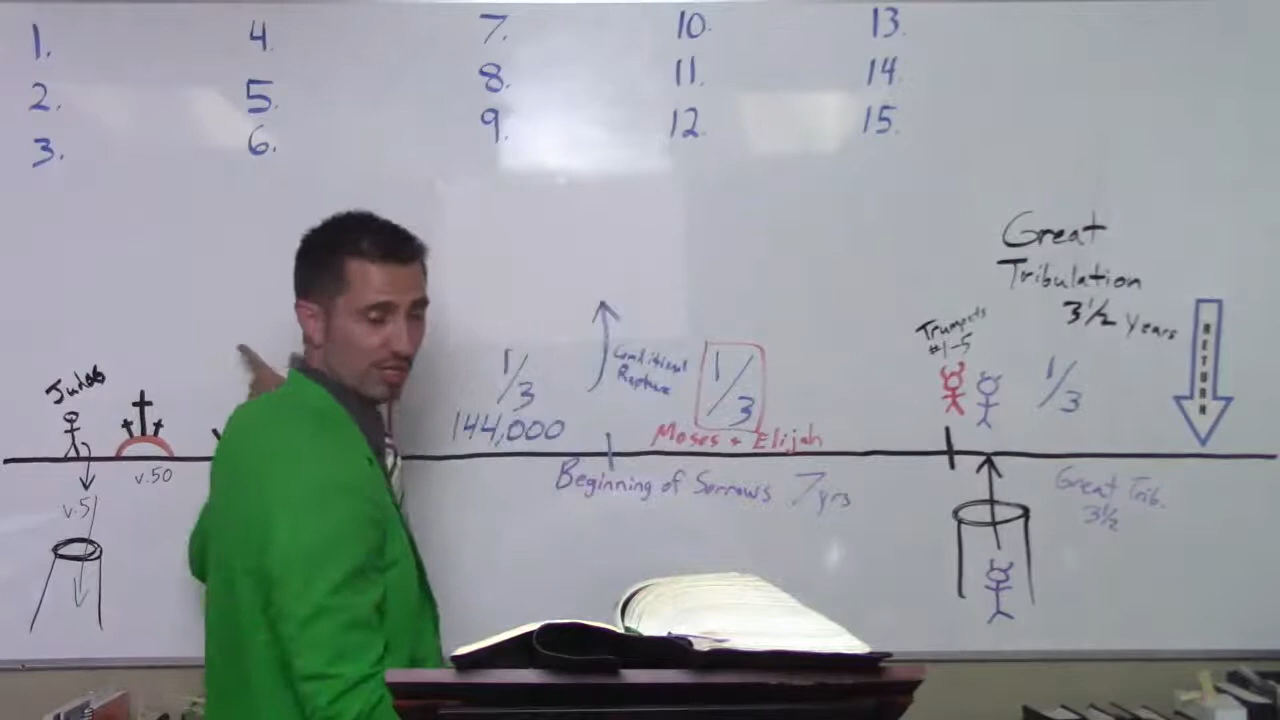 1.
2.
3.
4.
5.
6.
7.
8.
9.
10.
11.
12.
13.
14.
15.
Great
Tribulation
3½ years
Trumpets
#1-5
1/3
RETURN
Judas
v.5
v.50
1/3
144,000
Conditional
Rapture
1/3
Moses + Elijah
Beginning of Sorrows 7yrs
Great Trib.
3½